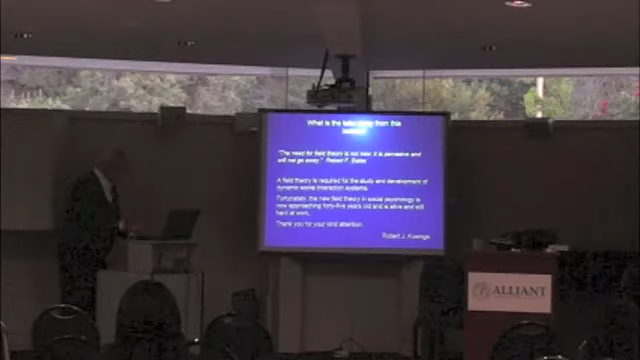 What is the take away from this
lecture?
"The need for field theory is not new; it is pervasive and
will not go away." Robert F. Bales
A field theory is required for the study and development of
dynamic social interaction systems.
Fortunately, the new field theory in social psychology is
now approaching forty-five years old and is alive and still
hard at work.
Thank you for your kind attention.
Robert J. Koenigs
ALLIANT